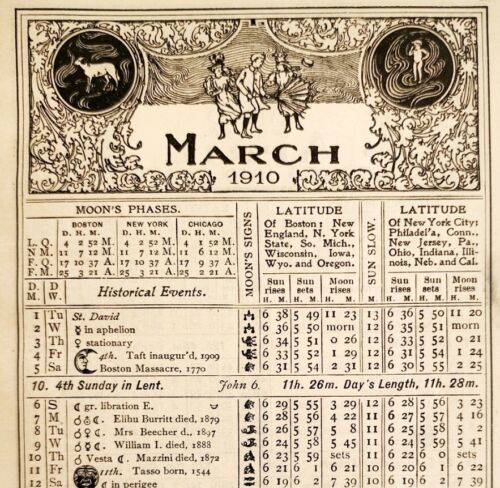 MARCH
1910
MOON'S PHASES.
BOSTON NEW YORK CHICAGO
D. H. M. D. H. M. D. H. M.
L. Q. 4 2 52 M. 4 2 52 M. 4 1 52 M.
N. M. 11 7 12 M. 11 7 12 M. 11 6 12 M.
F. Q. 17 10 37 A. 17 10 37 A. 17 9 37 A.
F. M. 25 3 21 A. 25 3 21 A. 25 2 21 A.
MOON'S SIGNS
LATITUDE
Of Boston; New
England, N. York
State, So. Mich.,
Wisconsin, Iowa,
Wyo. and Oregon.
SUN SLOW.
LATITUDE
Of New York City;
Philadel'a, Conn.,
New Jersey, Pa.,
Ohio, Indiana, Illi-
nois, Neb. and Cal.
D. M. D. W. Historical Events. Sun rises Sun sets Moon rises Sun rises Sun sets Moon rises
H. M. H. M. H. M. M. H. M. H. M. H. M.
1 Tu St. David 6 38 5 49 11 23 13 6 36 5 50 11 20
2 W ☿ in aphelion 6 36 5 50 morn 12 6 35 5 51 morn
3 Th ☿ stationary 6 34 5 51 0 26 12 6 33 5 52 0 21
4 Fr 4th. Taft inaugur'd, 1909 6 33 5 52 1 29 12 6 31 5 54 1 24
5 Sa Boston Massacre, 1770 6 31 5 54 2 31 12 6 30 5 55 2 25
10. 4th Sunday in Lent. John 6. 11h. 26m. Day's Length, 11h. 28m.
6 S ☾ gr. libration E. 6 29 5 55 3 29 12 6 28 5 56 3 23
7 M Elihu Burritt died, 1879 6 28 5 56 4 22 11 6 27 5 57 4 16
8 Tu Mrs Beecher d., 1897 6 26 5 57 5 8 11 6 25 5 58
9 W William I. died, 1888 6 24 5 58 5 45 11 6 24 5 59 5 41
10 Th Vesta ☾. Mazzini died, 1872 6 23 5 59 sets 11 6 22 6 0 sets
11 Fr 11th. Tasso born, 1544 6 21 6 1 6 10 6 20 6 1
12 Sa ☾ in perigee 6 2 7 39 10 6 2 7 39